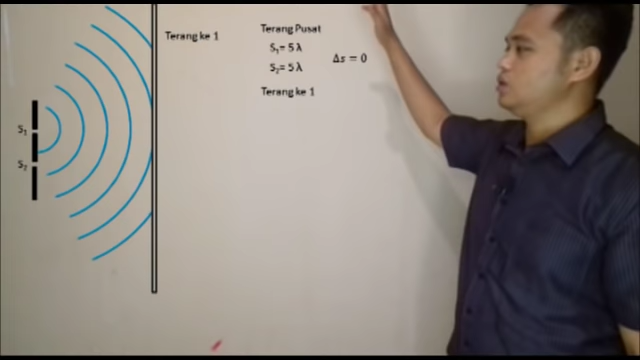 Terang ke 1
Terang Pusat
S₁= 5 λ
S₂= 5 λ
Δs = 0
Terang ke 1
S₁
S₂